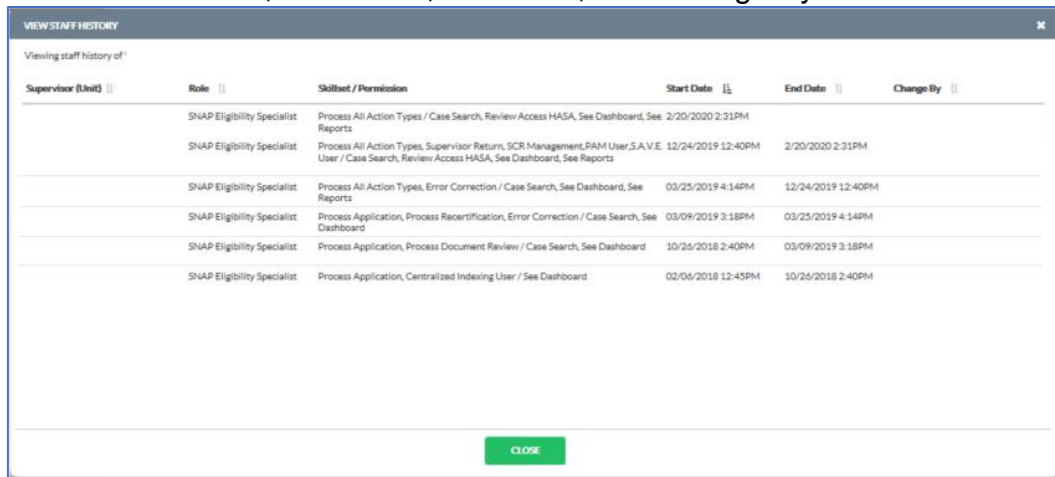 VIEW STAFF HISTORY
Viewing staff history of '
Supervisor (Unit) Role Skillset / Permission Start Date End Date Change By
SNAP Eligibility Specialist Process All Action Types / Case Search, Review Access HASA, See Dashboard, See 2/20/2020 2:31PM
Reports
SNAP Eligibility Specialist Process All Action Types, Supervisor Return, SCR Management,PAM User,S.A.V.E. 12/24/2019 12:40PM 2/20/2020 2:31PM
User / Case Search, Review Access HASA, See Dashboard, See Reports
SNAP Eligibility Specialist Process All Action Types, Error Correction / Case Search, See Dashboard, See 03/25/2019 4:14PM 12/24/2019 12:40PM
Reports
SNAP Eligibility Specialist Process Application, Process Recertification, Error Correction / Case Search, See 03/09/2019 3:18PM 03/25/2019 4:14PM
Dashboard
SNAP Eligibility Specialist Process Application, Process Document Review / Case Search, See Dashboard 10/26/2018 2:40PM 03/09/2019 3:18PM
SNAP Eligibility Specialist Process Application, Centralized Indexing User / See Dashboard 02/06/2018 12:45PM 10/26/2018 2:40PM
CLOSE